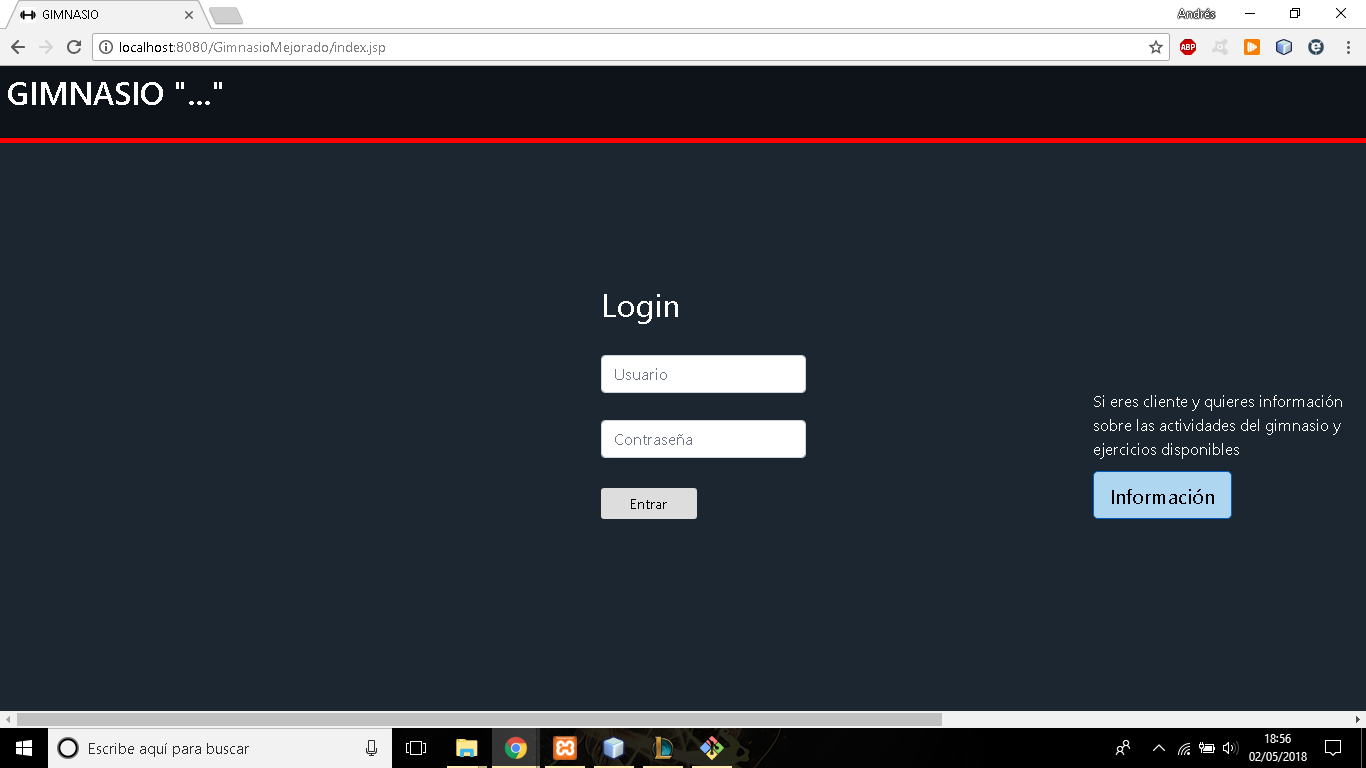 GIMNASIO
Andrés
localhost:8080/GimnasioMejorado/index.jsp
ABP
GIMNASIO "..."
Login
Usuario
Contraseña
Entrar
Si eres cliente y quieres información
sobre las actividades del gimnasio y
ejercicios disponibles
Información
Escribe aquí para buscar
18:56
02/05/2018